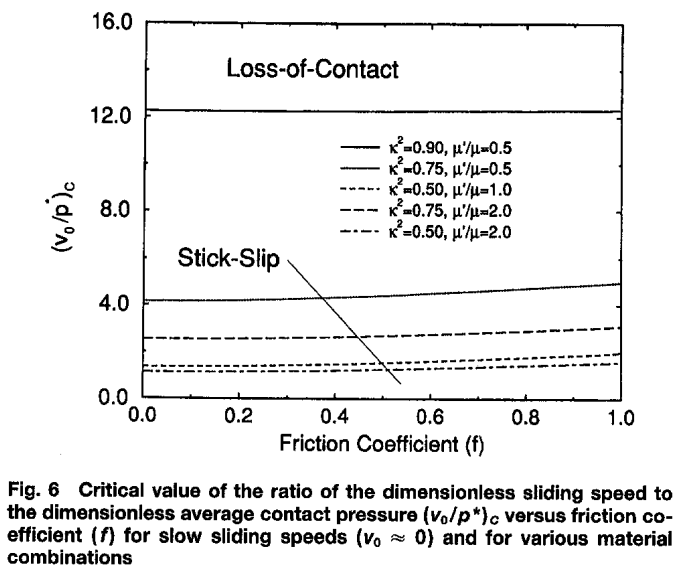 16.0
Loss-of-Contact
12.0
κ²=0.90, μ'/μ=0.5
κ²=0.75, μ'/μ=0.5
κ²=0.50, μ'/μ=1.0
κ²=0.75, μ'/μ=2.0
κ²=0.50, μ'/μ=2.0
(v₀/p*)c
8.0
Stick-Slip
4.0
0.0
0.0 0.2 0.4 0.6 0.8 1.0
Friction Coefficient (f)
Fig. 6 Critical value of the ratio of the dimensionless sliding speed to
the dimensionless average contact pressure (v₀/p*)c versus friction co-
efficient (f) for slow sliding speeds (v₀ ≈ 0) and for various material
combinations